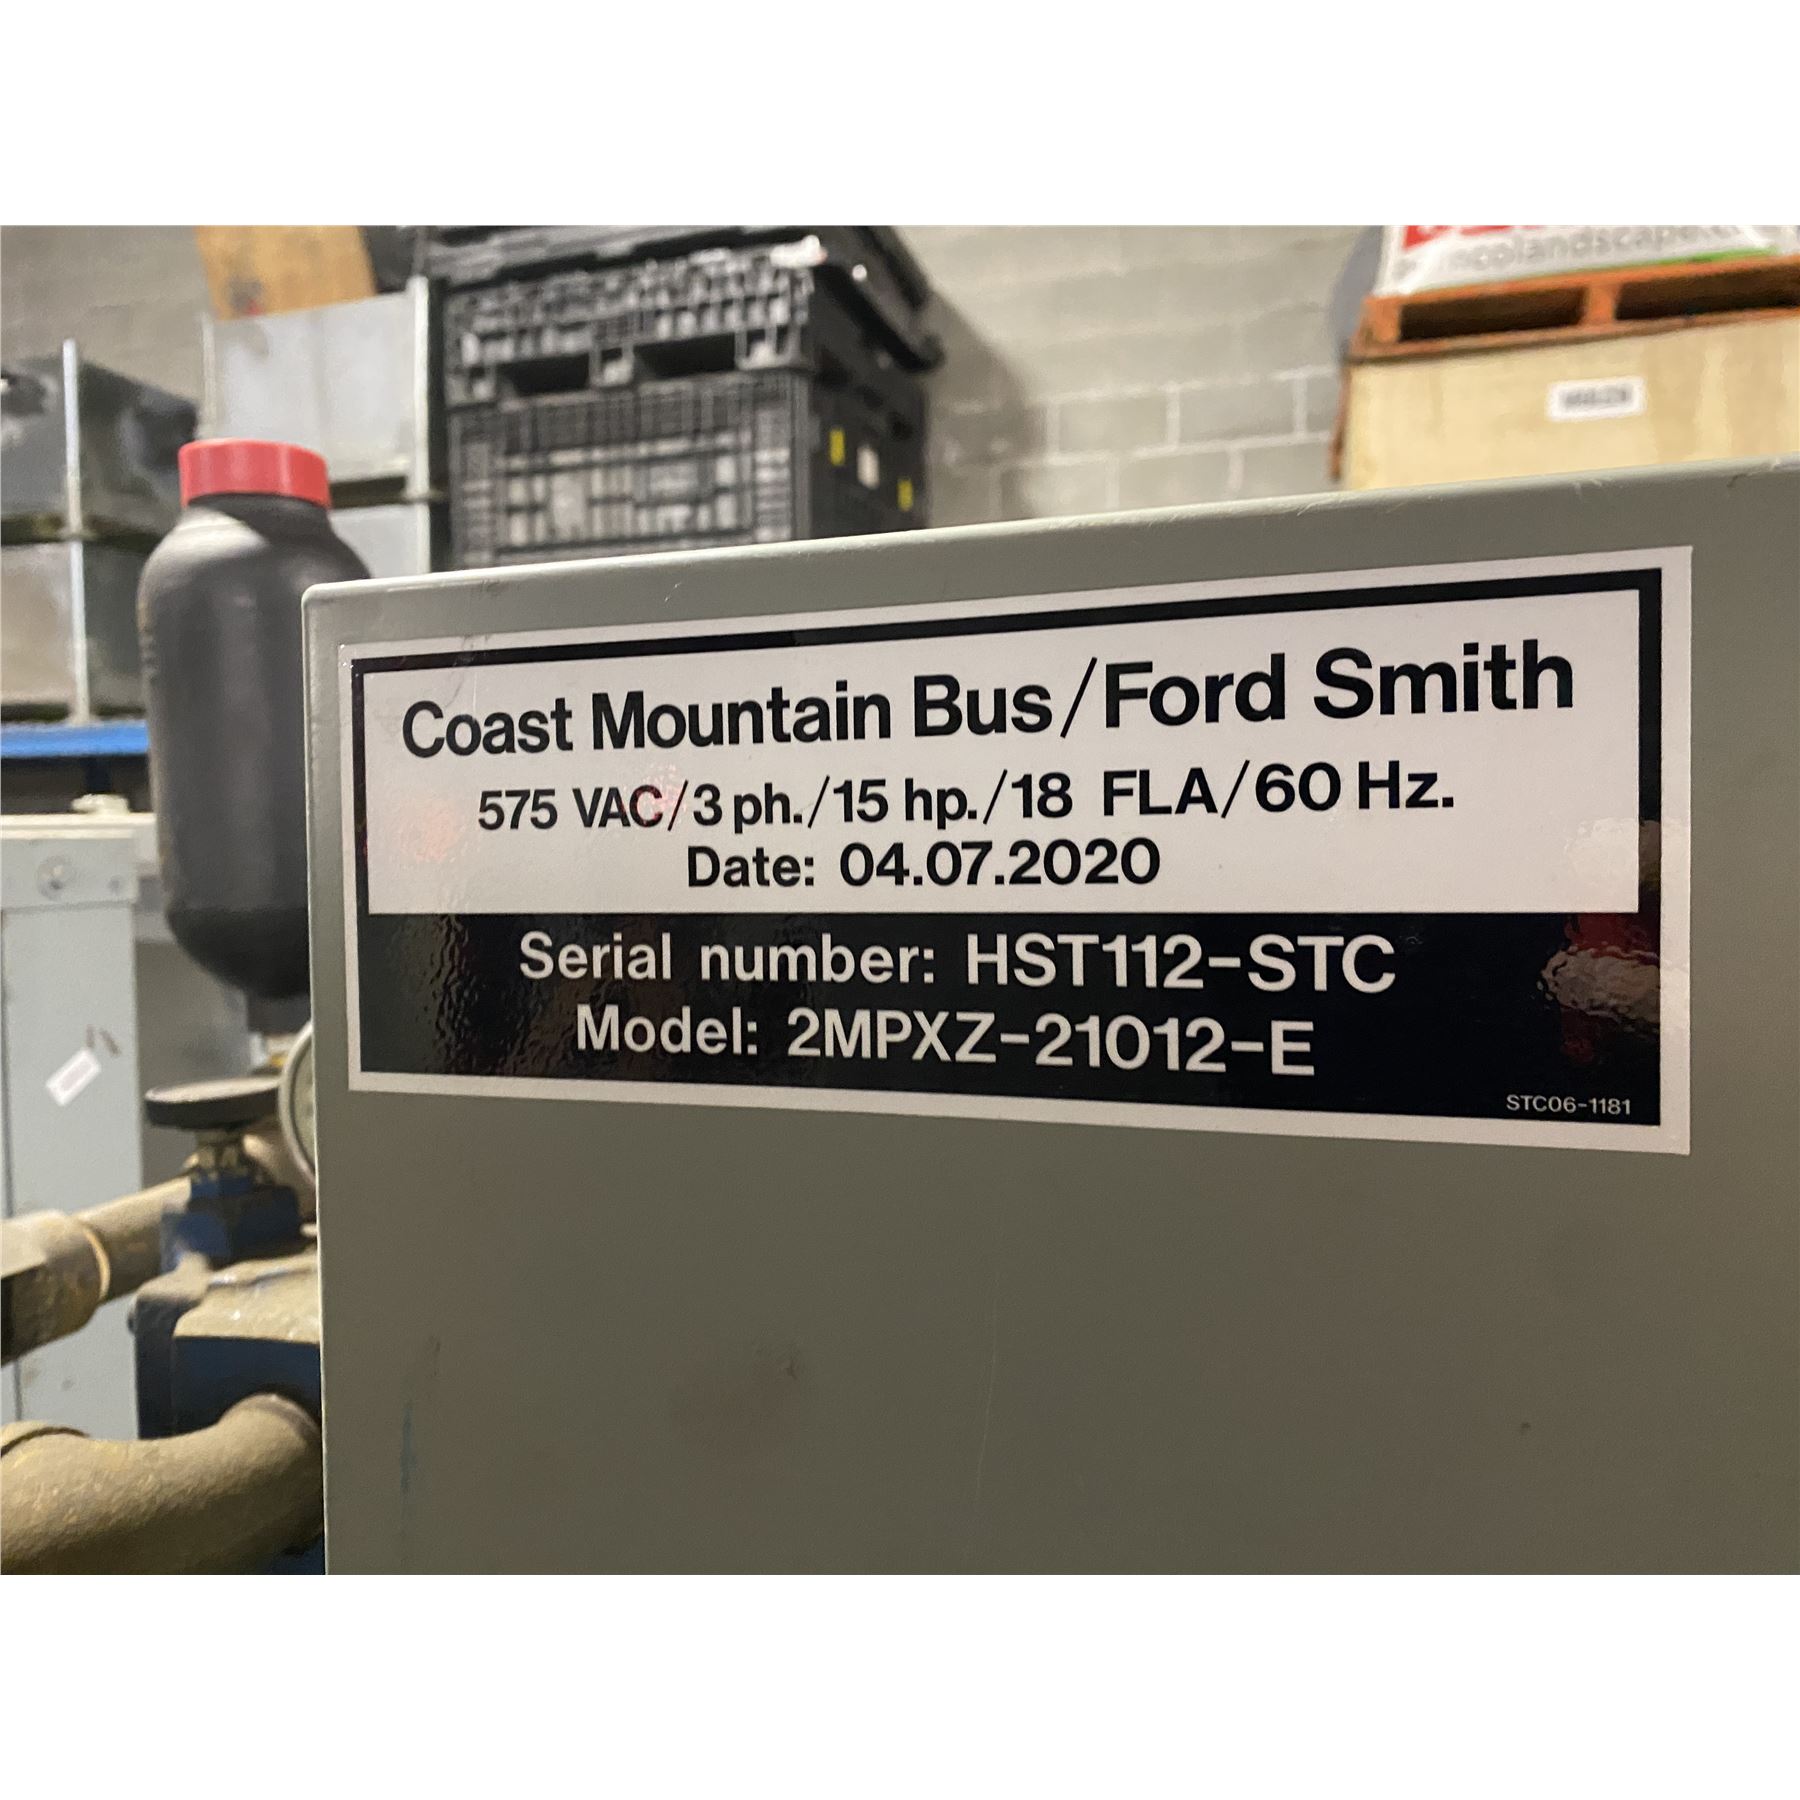 ncplandscape.c
Coast Mountain Bus/Ford Smith
575 VAC/3 ph./15 hp./18 FLA/60 Hz.
Date: 04.07.2020
Serial number: HST112-STC
Model: 2MPXZ-21012-E
STC06-1181